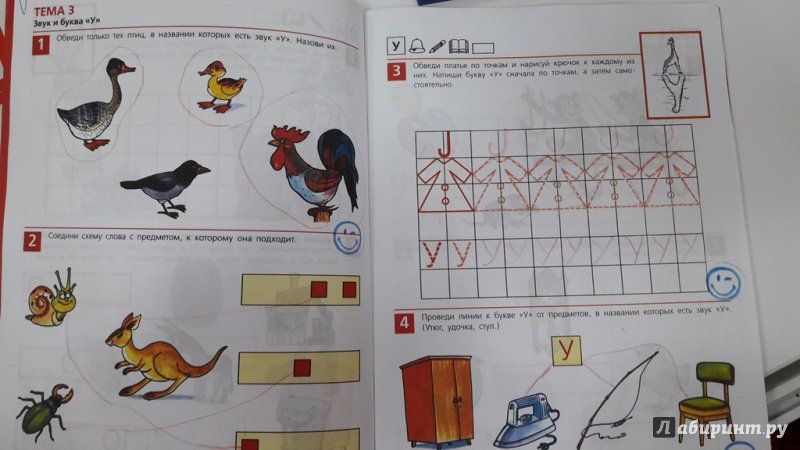 ТЕМА 3
Звук и буква «У»
1
Обведи только тех птиц, в названии которых есть звук «У». Назови их.
2
Соедини схему слова с предметом, к которому она подходит.
У
3
Обведи платья по точкам и нарисуй крючок к каждому из
них. Напиши букву «У» сначала по точкам, а затем само-
стоятельно.
У У У У У У У У У У
4
Проведи линии к букве «У» от предметов, в названии которых есть звук «У».
(Утюг, удочка, стул.)
У
Лабиринт.ру